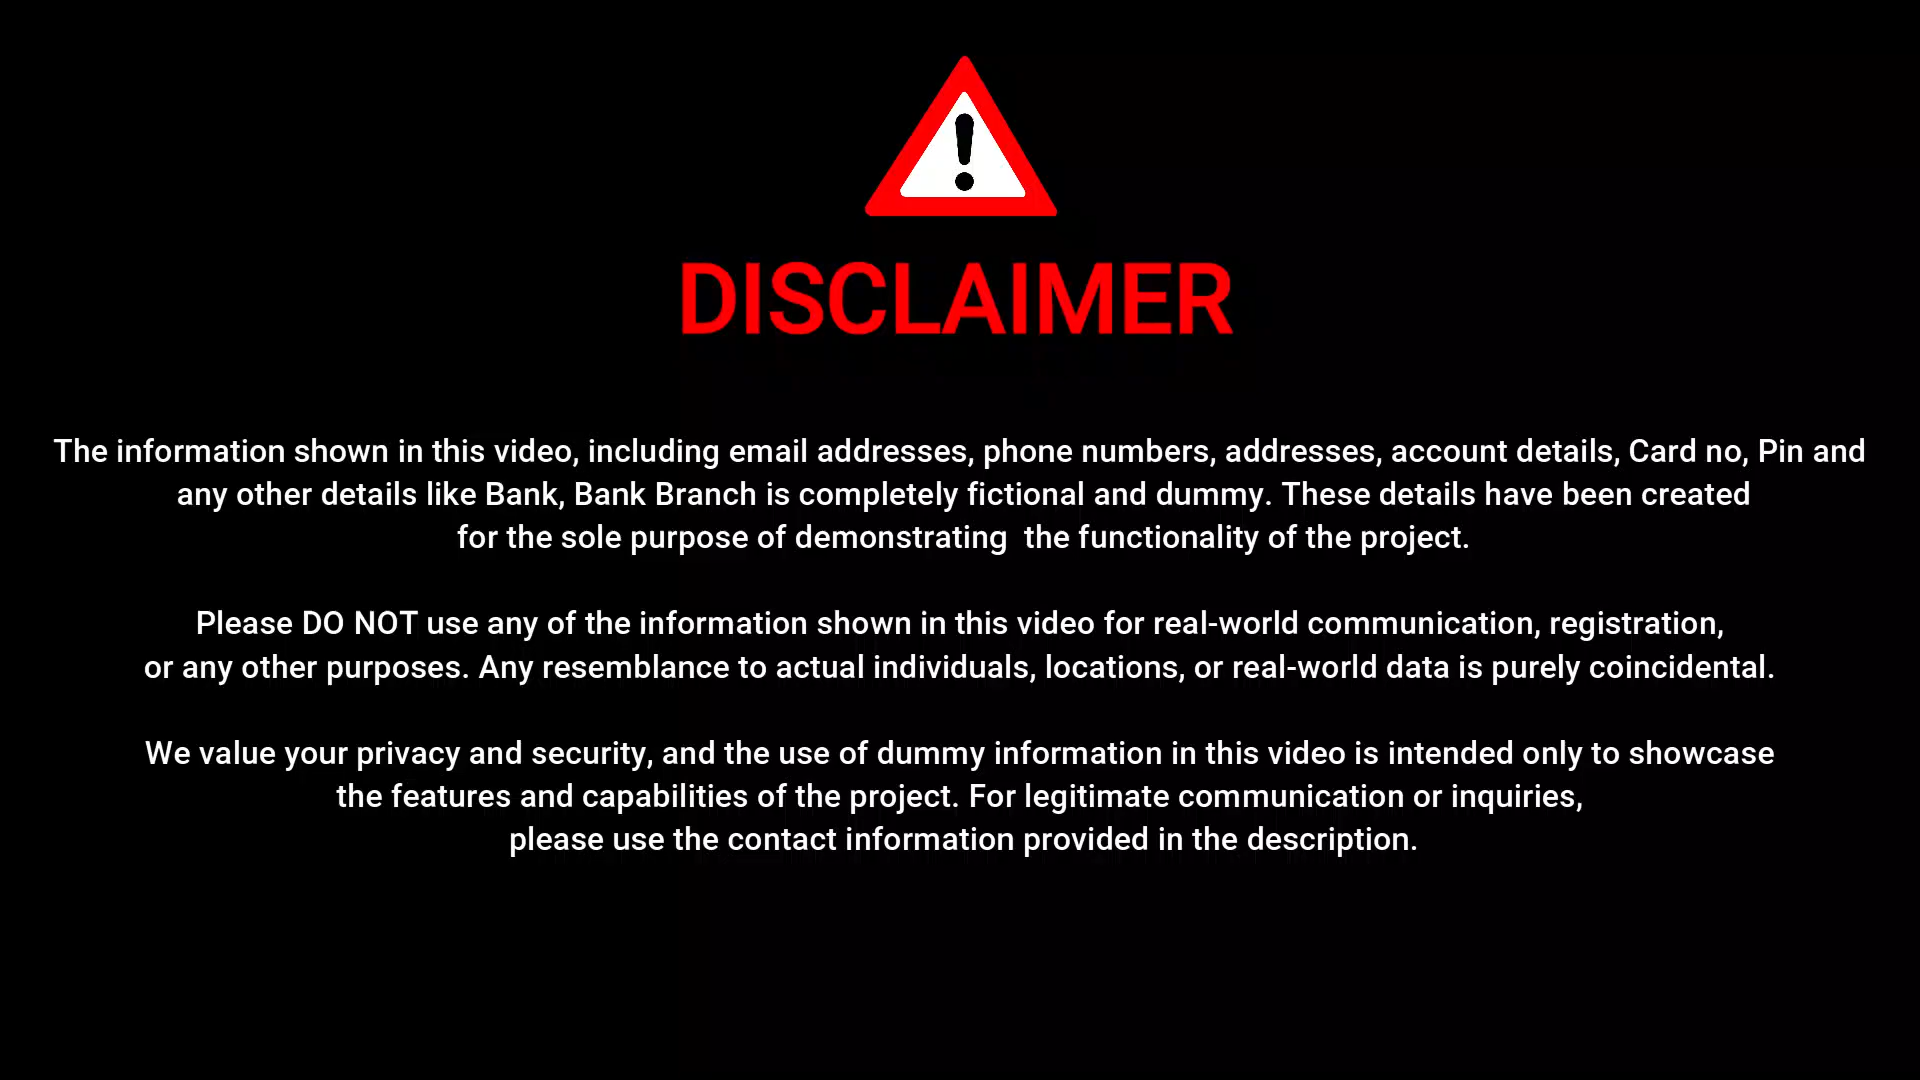 DISCLAIMER
The information shown in this video, including email addresses, phone numbers, addresses, account details, Card no, Pin and
any other details like Bank, Bank Branch is completely fictional and dummy. These details have been created
for the sole purpose of demonstrating  the functionality of the project.
Please DO NOT use any of the information shown in this video for real-world communication, registration,
or any other purposes. Any resemblance to actual individuals, locations, or real-world data is purely coincidental.
We value your privacy and security, and the use of dummy information in this video is intended only to showcase
the features and capabilities of the project. For legitimate communication or inquiries,
please use the contact information provided in the description.